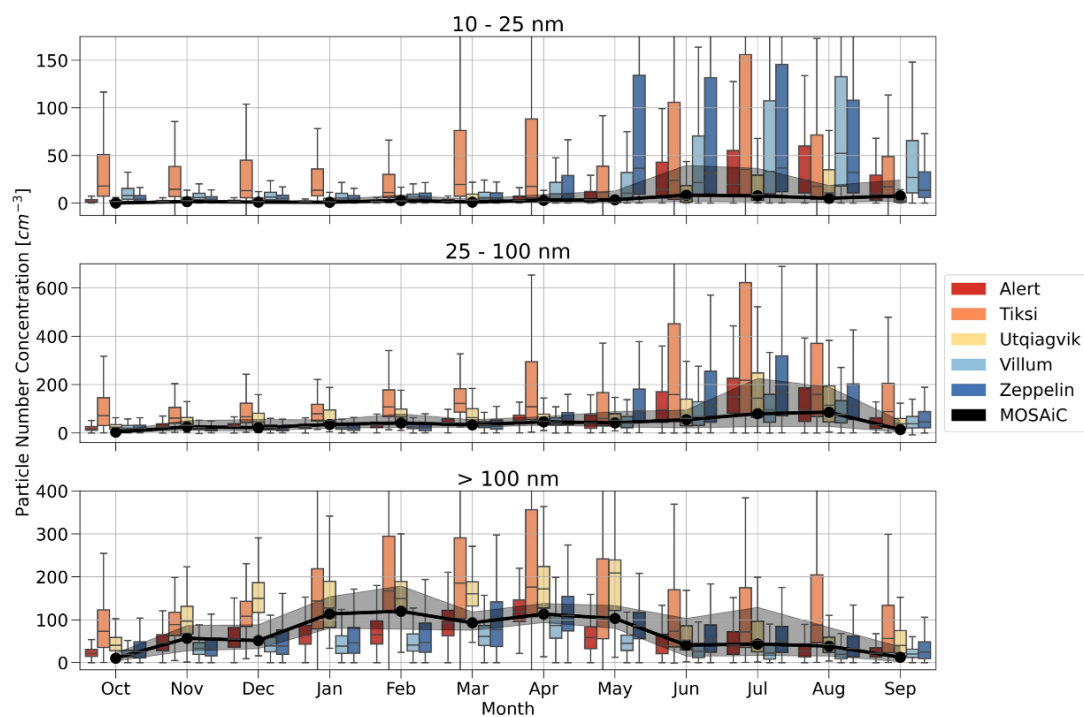 10 - 25 nm
150
100
50
0
25 - 100 nm
600
400
200
0
> 100 nm
400
300
200
100
0
Particle Number Concentration [cm⁻³]
Oct Nov Dec Jan Feb Mar Apr May Jun Jul Aug Sep
Month
Alert
Tiksi
Utqiagvik
Villum
Zeppelin
MOSAiC